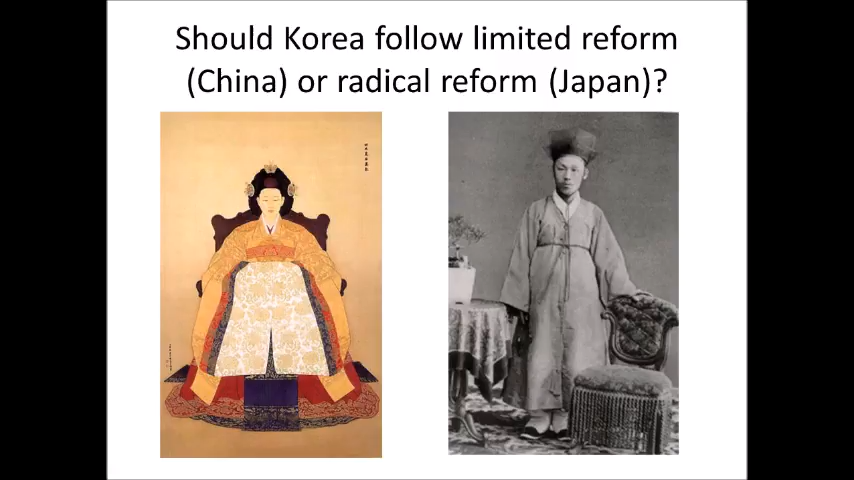 Should Korea follow limited reform
(China) or radical reform (Japan)?